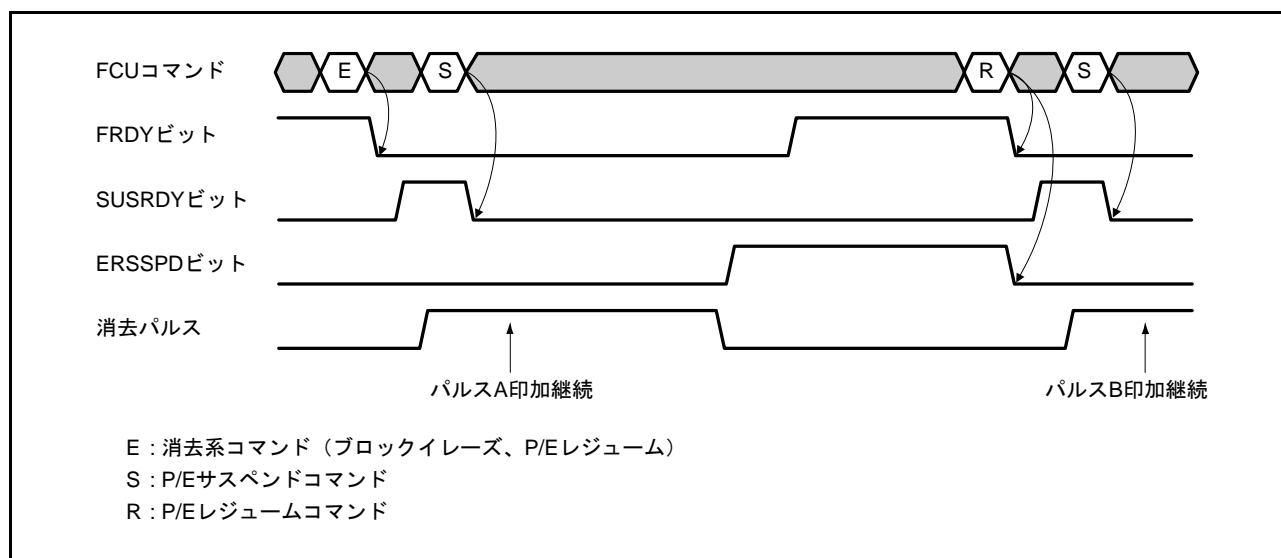 FCUコマンド E S R S
FRDYビット
SUSRDYビット
ERSSPDビット
消去パルス
パルスA印加継続 パルスB印加継続
E : 消去系コマンド（ブロックイレーズ、P/Eレジューム）
S : P/Eサスペンドコマンド
R : P/Eレジュームコマンド